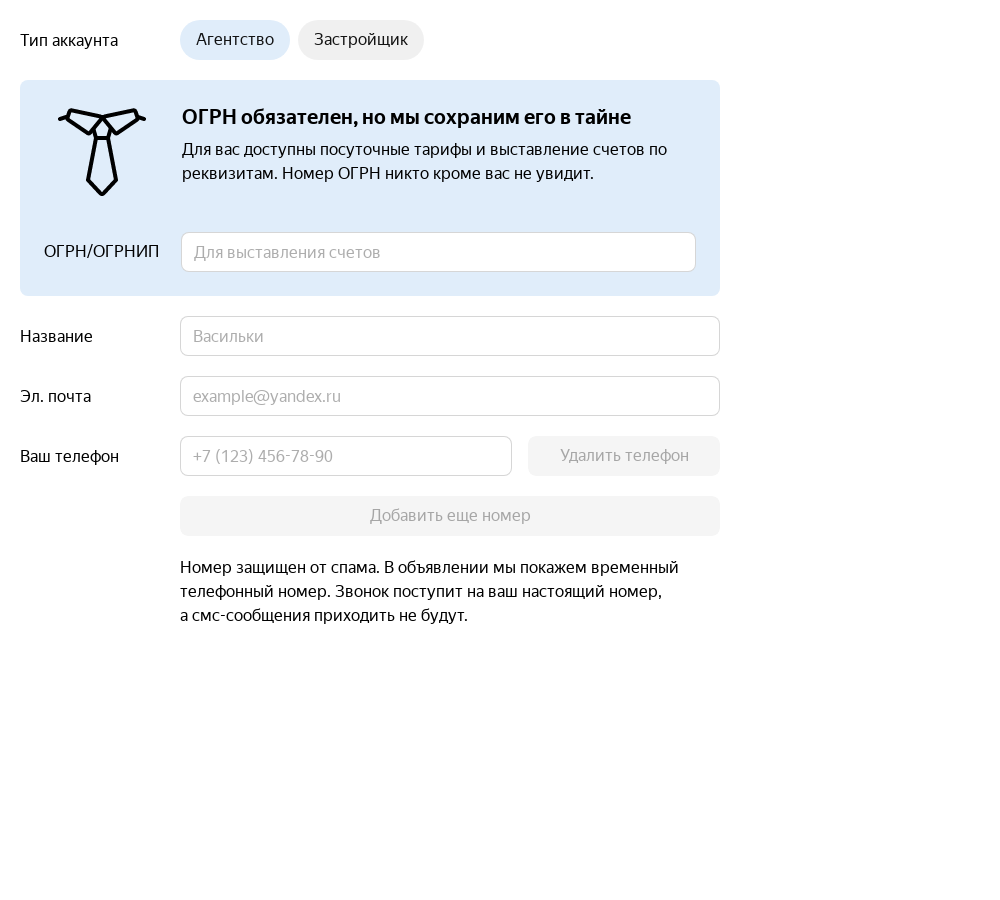 Тип аккаунта
Агентство
Застройщик
ОГРН обязателен, но мы сохраним его в тайне
Для вас доступны посуточные тарифы и выставление счетов по
реквизитам. Номер ОГРН никто кроме вас не увидит.
ОГРН/ОГРНИП
Для выставления счетов
Название
Васильки
Эл. почта
example@yandex.ru
Ваш телефон
+7 (123) 456-78-90
Удалить телефон
Добавить еще номер
Номер защищен от спама. В объявлении мы покажем временный
телефонный номер. Звонок поступит на ваш настоящий номер,
а смс-сообщения приходить не будут.